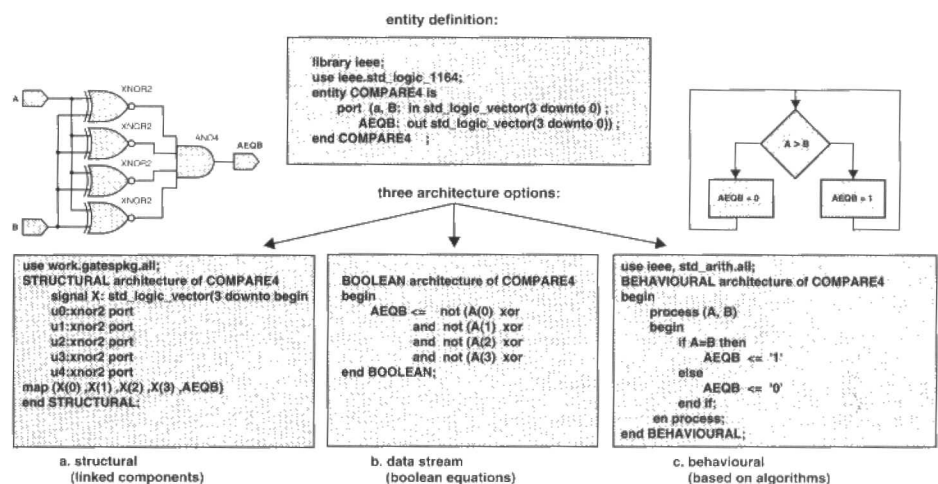 entity definition:
library ieee;
use ieee.std_logic_1164;
entity COMPARE4 is
port (a, B: in std_logic_vector(3 downto 0) ;
AEQB: out std_logic_vector(3 downto 0)) ;
end COMPARE4 ;
XNOR2
A
XNOR2
AND4
AEQB
XNOR2
XNOR2
B
A > B
AEQB = 0
AEQB = 1
three architecture options:
use work.gatespkg.all;
STRUCTURAL architecture of COMPARE4
signal X: std_logic_vector(3 downto begin
u0:xnor2 port
u1:xnor2 port
u2:xnor2 port
u3:xnor2 port
u4:xnor2 port
map (X(0) ,X(1) ,X(2) ,X(3) ,AEQB)
end STRUCTURAL;
a. structural
(linked components)
BOOLEAN architecture of COMPARE4
begin
AEQB <= not (A(0) xor
and not (A(1) xor
and not (A(2) xor
and not (A(3) xor
end BOOLEAN;
b. data stream
(boolean equations)
use ieee, std_arith.all;
BEHAVIOURAL architecture of COMPARE4
begin
process (A, B)
begin
if A=B then
AEQB <= '1'
else
AEQB <= '0'
end if;
en process;
end BEHAVIOURAL;
c. behavioural
(based on algorithms)